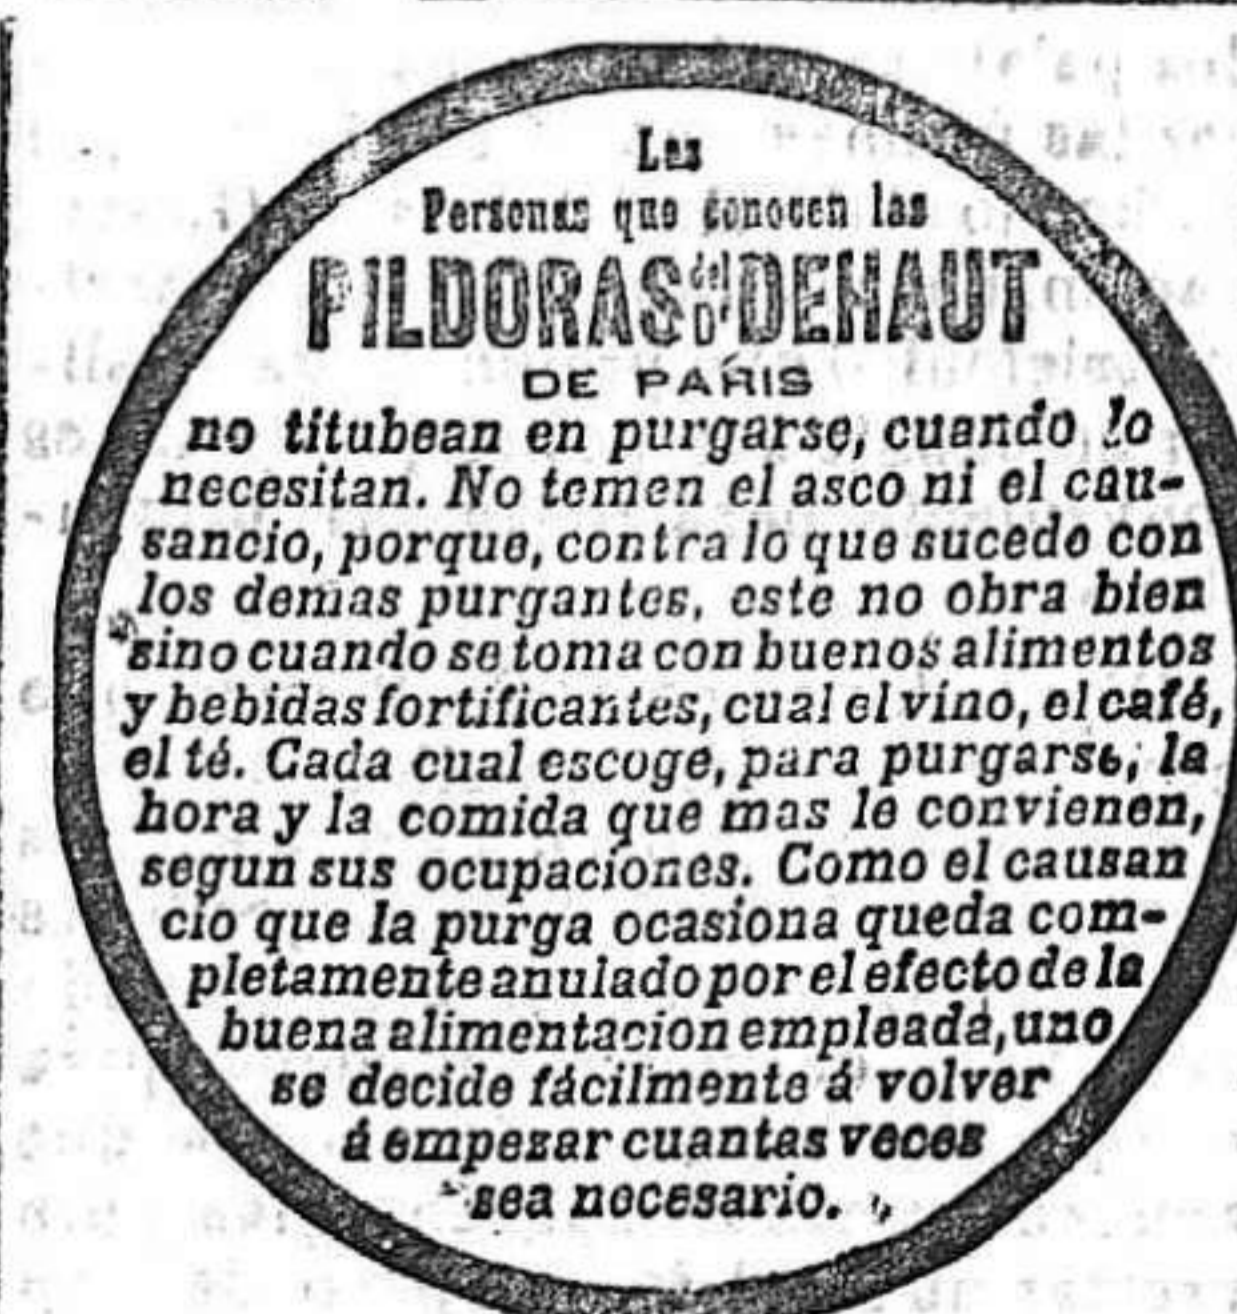 Las
Personas que conocen las
PILDORAS del Dr DEHAUT
DE PARIS
no titubean en purgarse, cuando lo
necesitan. No temen el asco ni el cau-
sancio, porque, contra lo que sucede con
los demas purgantes, este no obra bien
sino cuando se toma con buenos alimentos
y bebidas fortificantes, cual el vino, el café,
el té. Cada cual escoge, para purgarse, la
hora y la comida que mas le convienen,
segun sus ocupaciones. Como el causan
cio que la purga ocasiona queda com-
pletamente anulado por el efecto de la
buena alimentacion empleada, uno
se decide fácilmente á volver
á empezar cuantas veces
sea necesario.